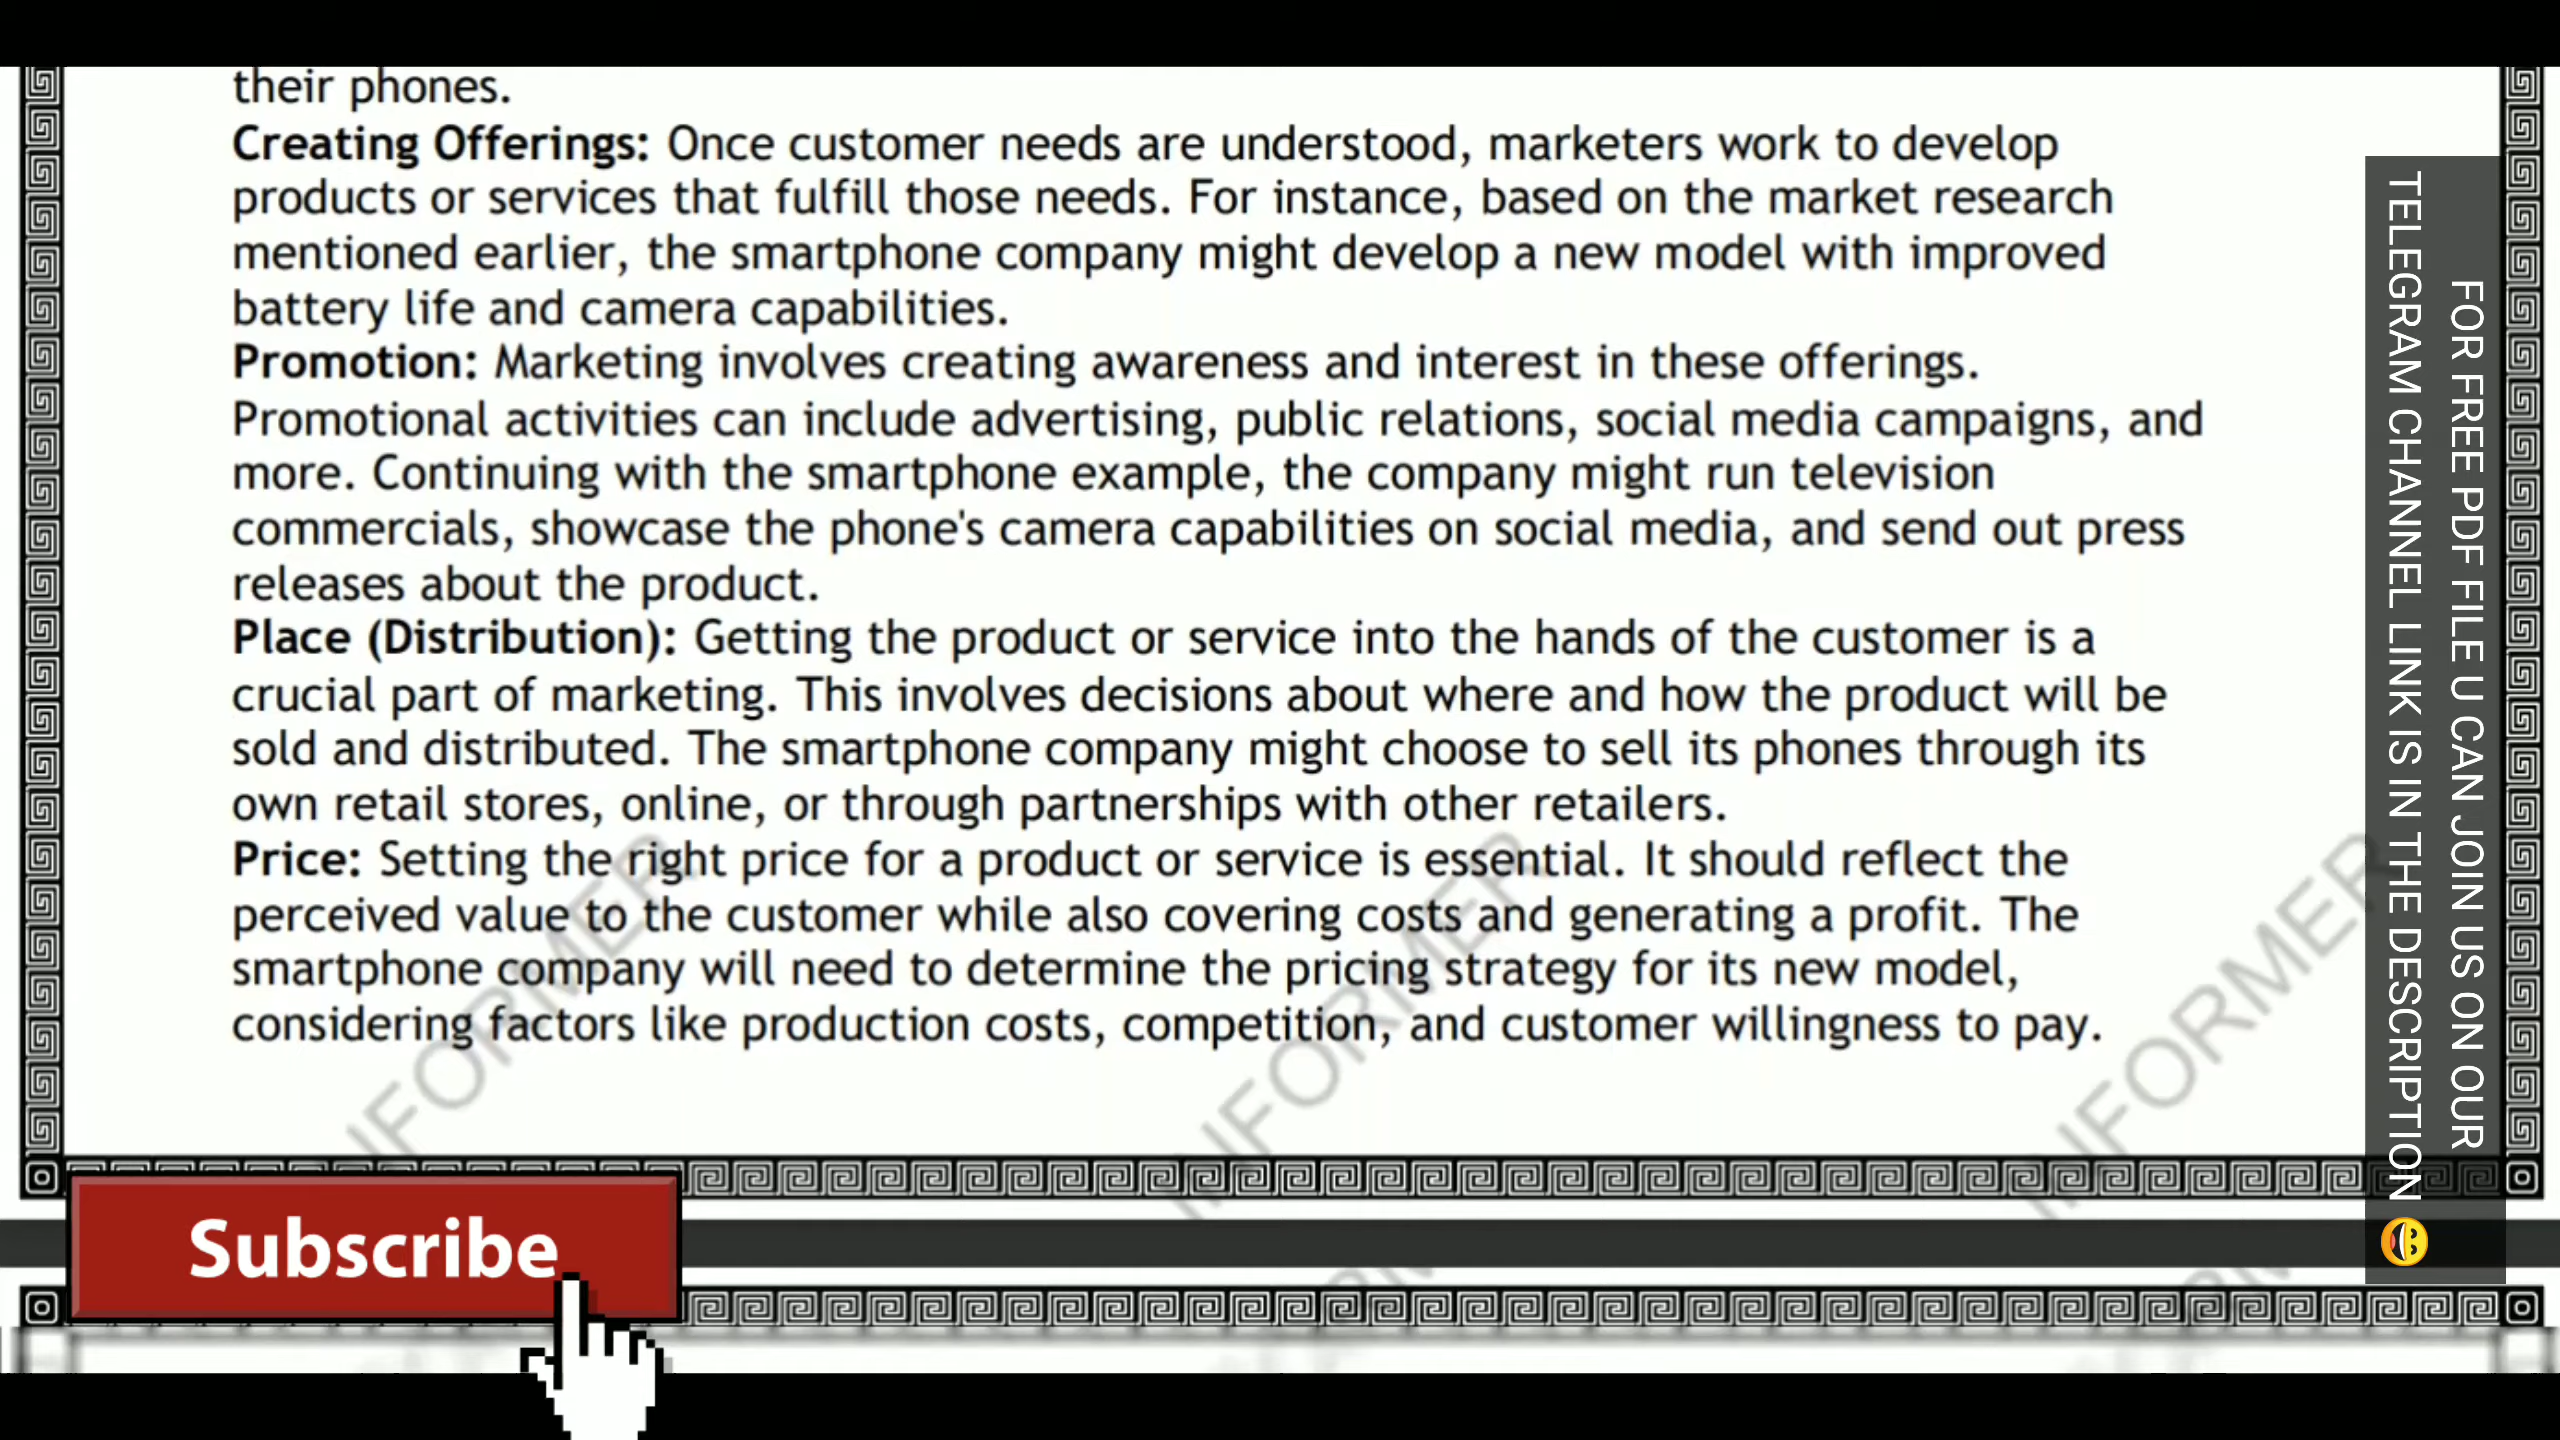 their phones.
Creating Offerings: Once customer needs are understood, marketers work to develop
products or services that fulfill those needs. For instance, based on the market research
mentioned earlier, the smartphone company might develop a new model with improved
battery life and camera capabilities.
Promotion: Marketing involves creating awareness and interest in these offerings.
Promotional activities can include advertising, public relations, social media campaigns, and
more. Continuing with the smartphone example, the company might run television
commercials, showcase the phone's camera capabilities on social media, and send out press
releases about the product.
Place (Distribution): Getting the product or service into the hands of the customer is a
crucial part of marketing. This involves decisions about where and how the product will be
sold and distributed. The smartphone company might choose to sell its phones through its
own retail stores, online, or through partnerships with other retailers.
Price: Setting the right price for a product or service is essential. It should reflect the
perceived value to the customer while also covering costs and generating a profit. The
smartphone company will need to determine the pricing strategy for its new model,
considering factors like production costs, competition, and customer willingness to pay.
INFORMER
INFORMER
INFORMER
Subscribe
FOR FREE PDF FILE U CAN JOIN US ON OUR
TELEGRAM CHANNEL LINK IS IN THE DESCRIPTION 😄